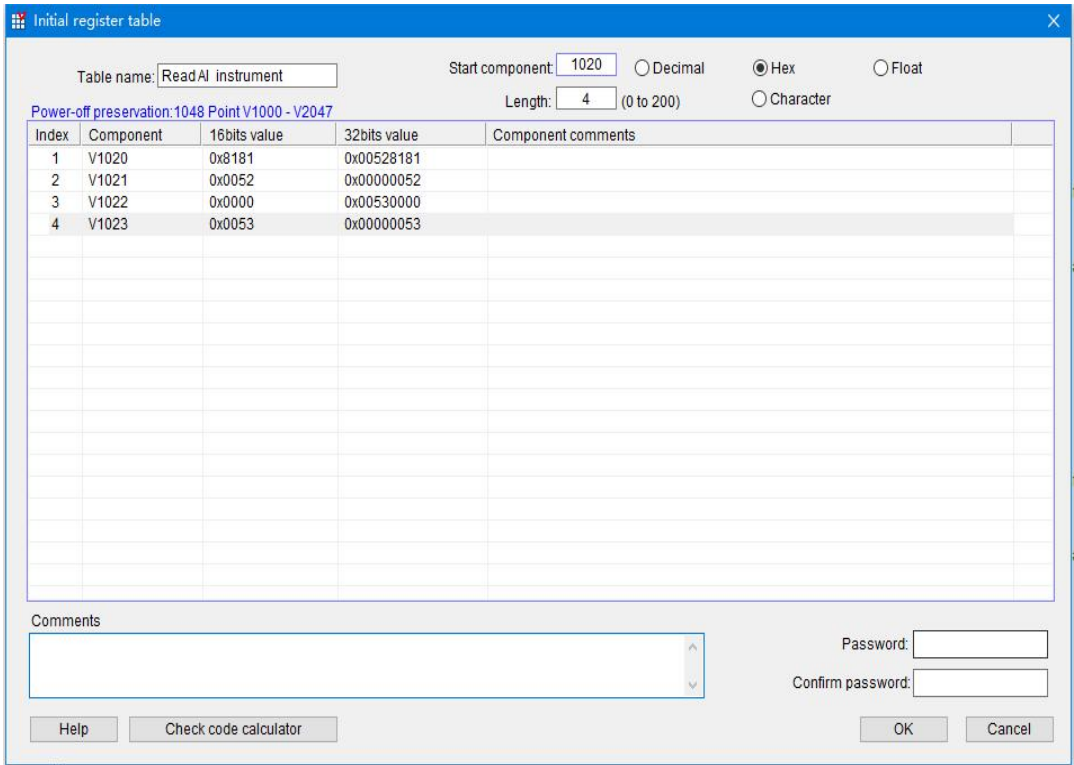 Initial register table
Table name: Read AI instrument
Start component: 1020 Decimal Hex Float
Length: 4 (0 to 200) Character
Power-off preservation:1048 Point V1000 - V2047
Index Component 16bits value 32bits value Component comments
1 V1020 0x8181 0x00528181
2 V1021 0x0052 0x00000052
3 V1022 0x0000 0x00530000
4 V1023 0x0053 0x00000053
Comments
Password:
Confirm password:
Help Check code calculator OK Cancel